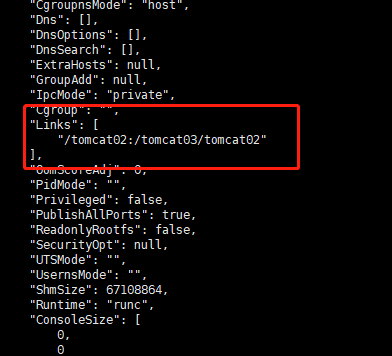 "CgroupnsMode": "host",
"Dns": [],
"DnsOptions": [],
"DnsSearch": [],
"ExtraHosts": null,
"GroupAdd": null,
"IpcMode": "private",
"Cgroup": "",
"Links": [
"/tomcat02:/tomcat03/tomcat02"
],
"OomScoreAdj": 0,
"PidMode": "",
"Privileged": false,
"PublishAllPorts": true,
"ReadonlyRootfs": false,
"SecurityOpt": null,
"UTSMode": "",
"UsernsMode": "",
"ShmSize": 67108864,
"Runtime": "runc",
"ConsoleSize": [
0,
0